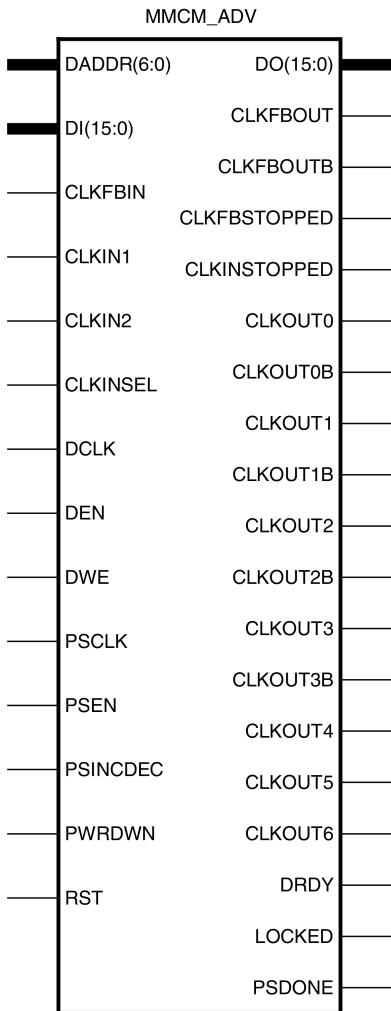 MMCM_ADV
DADDR(6:0)
DI(15:0)
CLKFBIN
CLKIN1
CLKIN2
CLKINSEL
DCLK
DEN
DWE
PSCLK
PSEN
PSINCDEC
PWRDWN
RST
DO(15:0)
CLKFBOUT
CLKFBOUTB
CLKFBSTOPPED
CLKINSTOPPED
CLKOUT0
CLKOUT0B
CLKOUT1
CLKOUT1B
CLKOUT2
CLKOUT2B
CLKOUT3
CLKOUT3B
CLKOUT4
CLKOUT5
CLKOUT6
DRDY
LOCKED
PSDONE